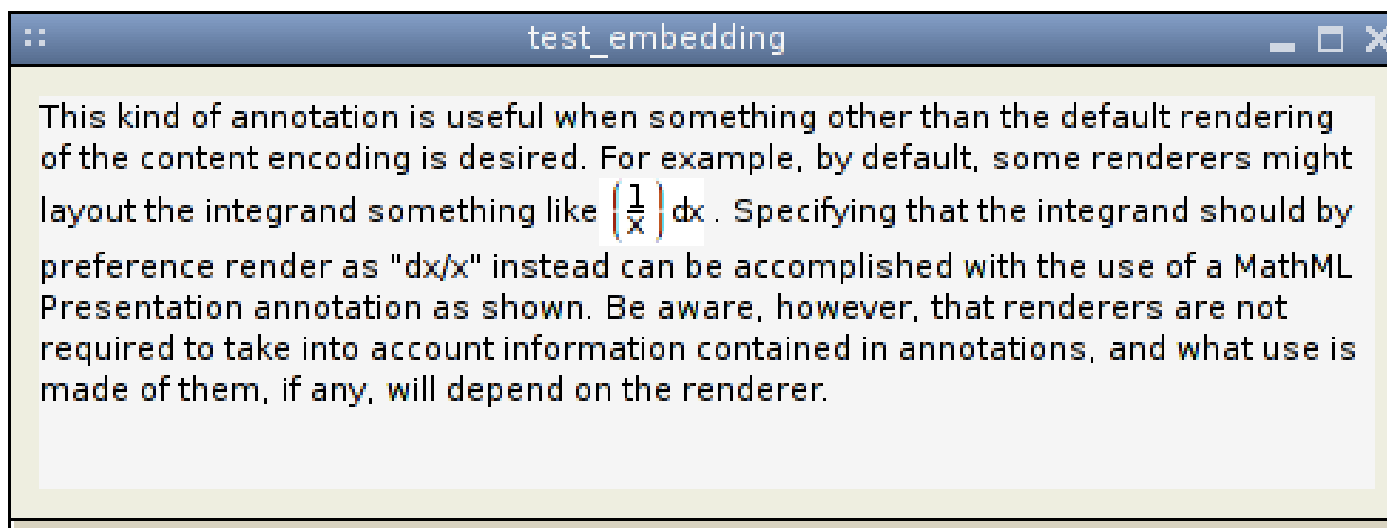 test_embedding
This kind of annotation is useful when something other than the default rendering
of the content encoding is desired. For example, by default, some renderers might
layout the integrand something like (1/x) dx . Specifying that the integrand should by
preference render as "dx/x" instead can be accomplished with the use of a MathML
Presentation annotation as shown. Be aware, however, that renderers are not
required to take into account information contained in annotations, and what use is
made of them, if any, will depend on the renderer.